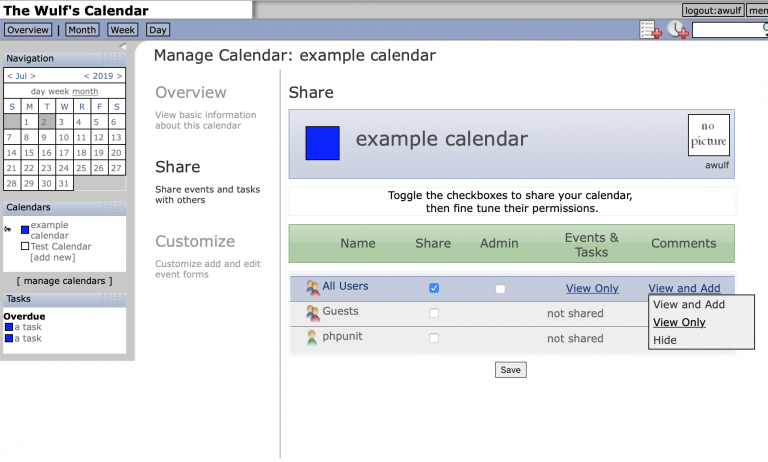 The Wulf's Calendar
logout:awulf
Overview | Month Week Day
Navigation
< Jul > < 2019 >
day week month
S M T W R F S
1 2 3 4 5 6
7 8 9 10 11 12 13
14 15 16 17 18 19 20
21 22 23 24 25 26 27
28 29 30 31
Calendars
example
calendar
Test Calendar
[add new]
[ manage calendars ]
Tasks
Overdue
a task
a task
Manage Calendar: example calendar
Overview
View basic information
about this calendar
Share
Share events and tasks
with others
Customize
Customize add and edit
event forms
Share
example calendar
no
picture
awulf
Toggle the checkboxes to share your calendar,
then fine tune their permissions.
Name Share Admin Events &
Tasks Comments
All Users View Only View and Add
Guests not shared
phpunit not shared
View and Add
View Only
Hide
Save